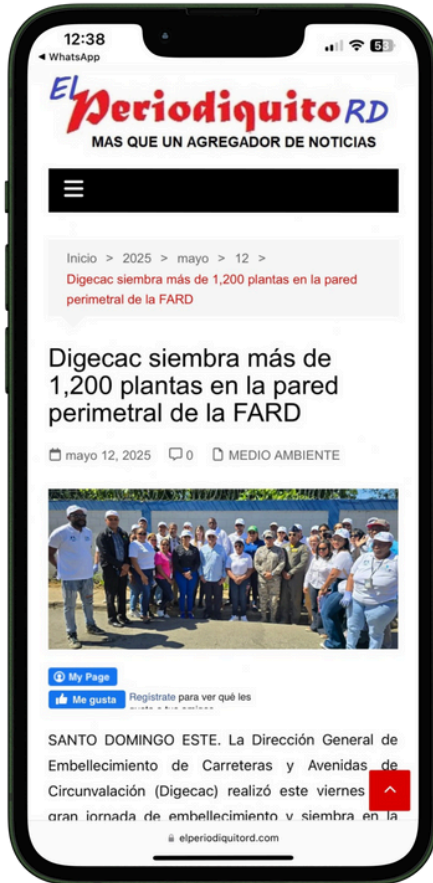 12:38
53
WhatsApp
El Periodiquito RD
MAS QUE UN AGREGADOR DE NOTICIAS
Inicio > 2025 > mayo > 12 >
Digecac siembra más de 1,200 plantas en la pared
perimetral de la FARD
Digecac siembra más de
1,200 plantas en la pared
perimetral de la FARD
mayo 12, 2025 0 MEDIO AMBIENTE
My Page
Me gusta Regístrate para ver qué les
gusta a tus amigos.
SANTO DOMINGO ESTE. La Dirección General de
Embellecimiento de Carreteras y Avenidas de
Circunvalación (Digecac) realizó este viernes
gran jornada de embellecimiento y siembra en la
elperiodiquitord.com